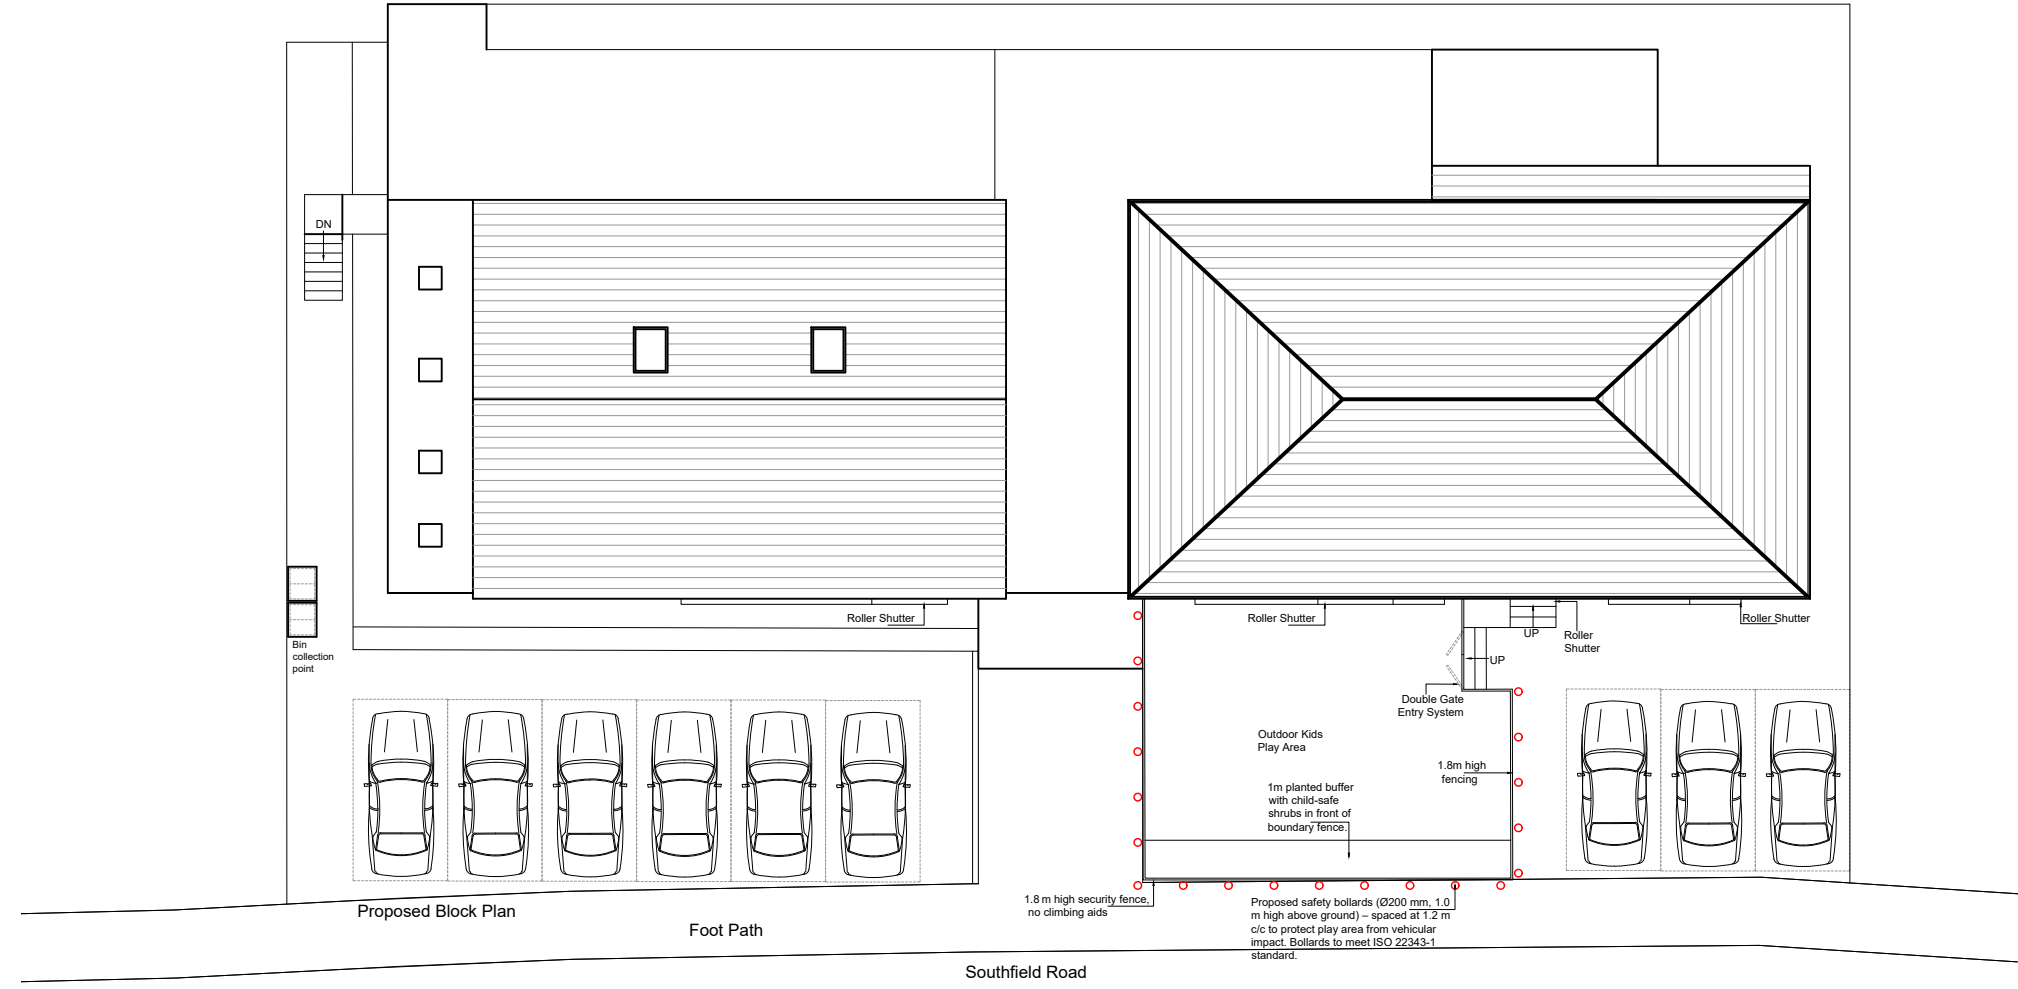 DN
Roller Shutter
Roller Shutter
UP
Roller
Shutter
Roller Shutter
Bin
collection
point
UP
Double Gate
Entry System
Outdoor Kids
Play Area
1.8m high
fencing
1m planted buffer
with child-safe
shrubs in front of
boundary fence.
1.8 m high security fence,
no climbing aids
Proposed safety bollards (Ø200 mm, 1.0
m high above ground) – spaced at 1.2 m
c/c to protect play area from vehicular
impact. Bollards to meet ISO 22343-1
standard.
Proposed Block Plan
Foot Path
Southfield Road